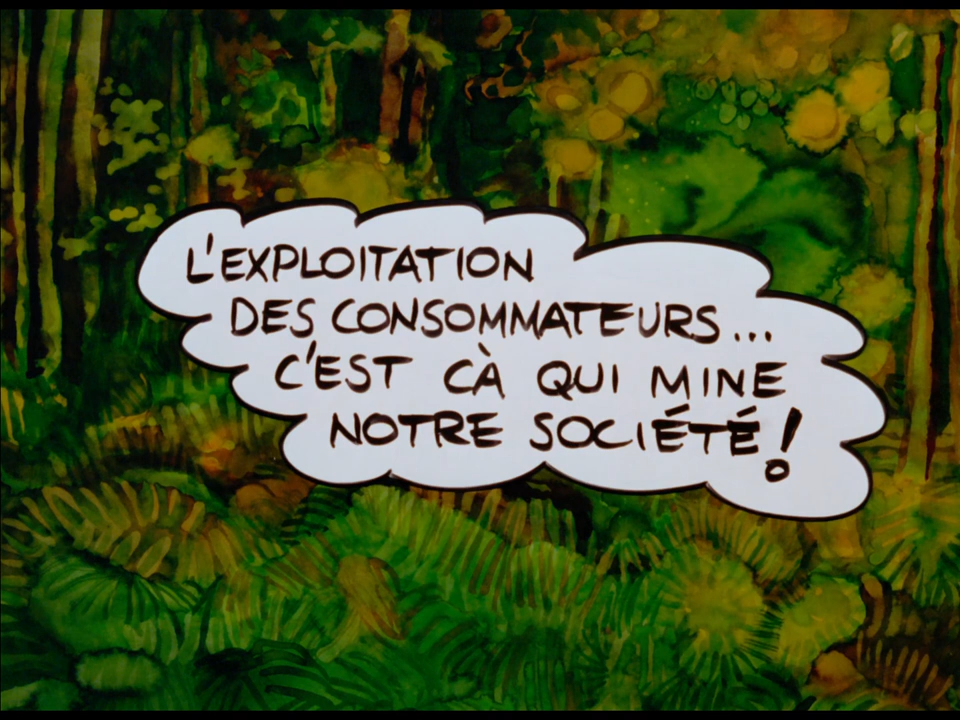 L'EXPLOITATION
DES CONSOMMATEURS...
C'EST CÀ QUI MINE
NOTRE SOCIÉTÉ!